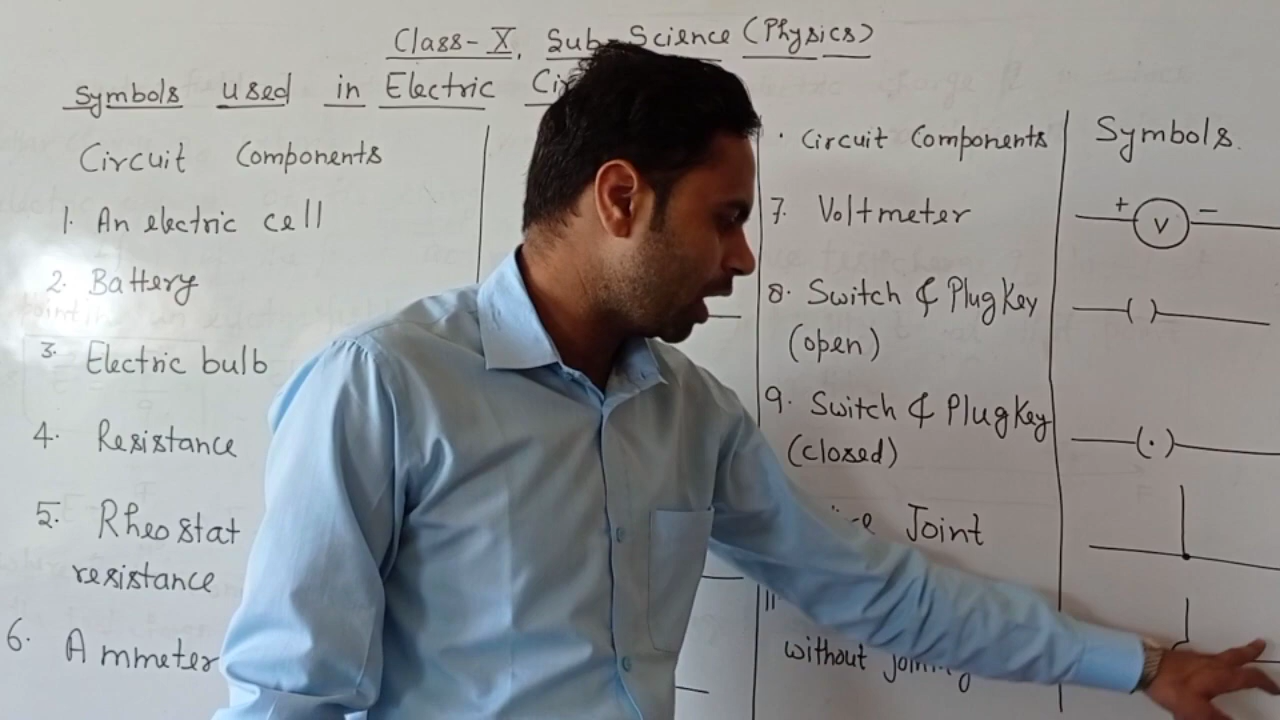 Class-X, Sub-Science (Physics)
Symbols used in Electric
Circuit Components
1. An electric cell
2. Battery
3. Electric bulb
4. Resistance
5. Rheostat
resistance
6. Ammeter
Circuit Components
Symbols.
7. Voltmeter
+ V −
8. Switch & Plug Key
(open)
9. Switch & Plug Key
(closed)
Joint
11
without joining